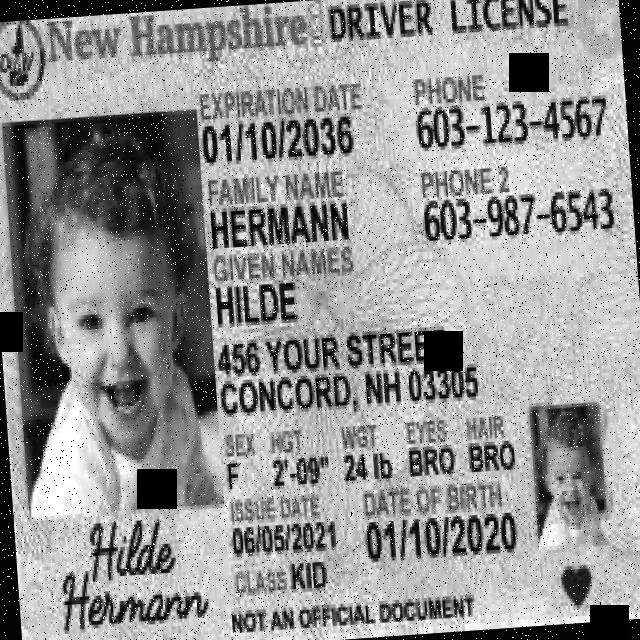 New Hampshire DRIVER LICENSE
EXPIRATION DATE PHONE
01/10/2036 603-123-4567
FAMILY NAME PHONE 2
HERMANN 603-987-6543
GIVEN NAMES
HILDE
456 YOUR STREE
CONCORD, NH 03305
SEX HGT WGT EYES HAIR
F 2'-09" 24 lb BRO BRO
ISSUE DATE DATE OF BIRTH
06/05/2021 01/10/2020
CLASS KID
Hilde
Hermann
NOT AN OFFICIAL DOCUMENT